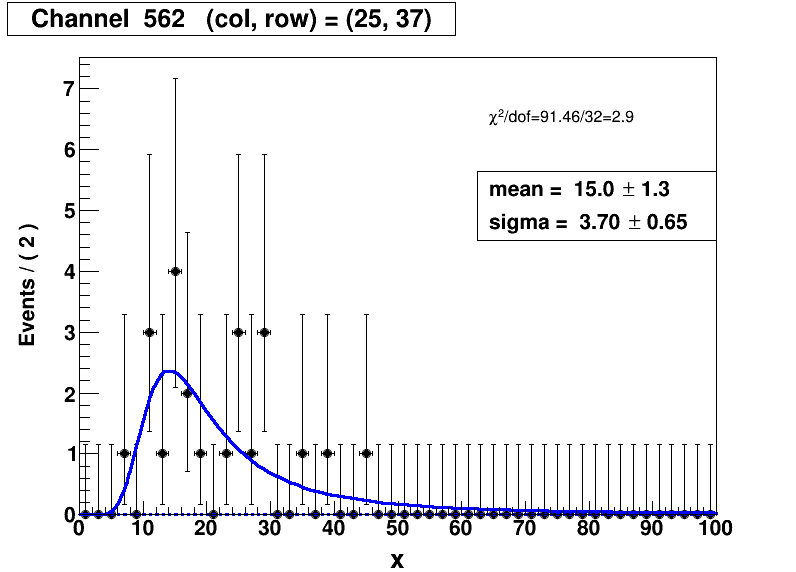 Channel  562   (col, row) = (25, 37)
χ²/dof=91.46/32=2.9
mean =  15.0 ± 1.3
sigma =  3.70 ± 0.65
Events / ( 2 )
7
6
5
4
3
2
1
0
0 10 20 30 40 50 60 70 80 90 100
x